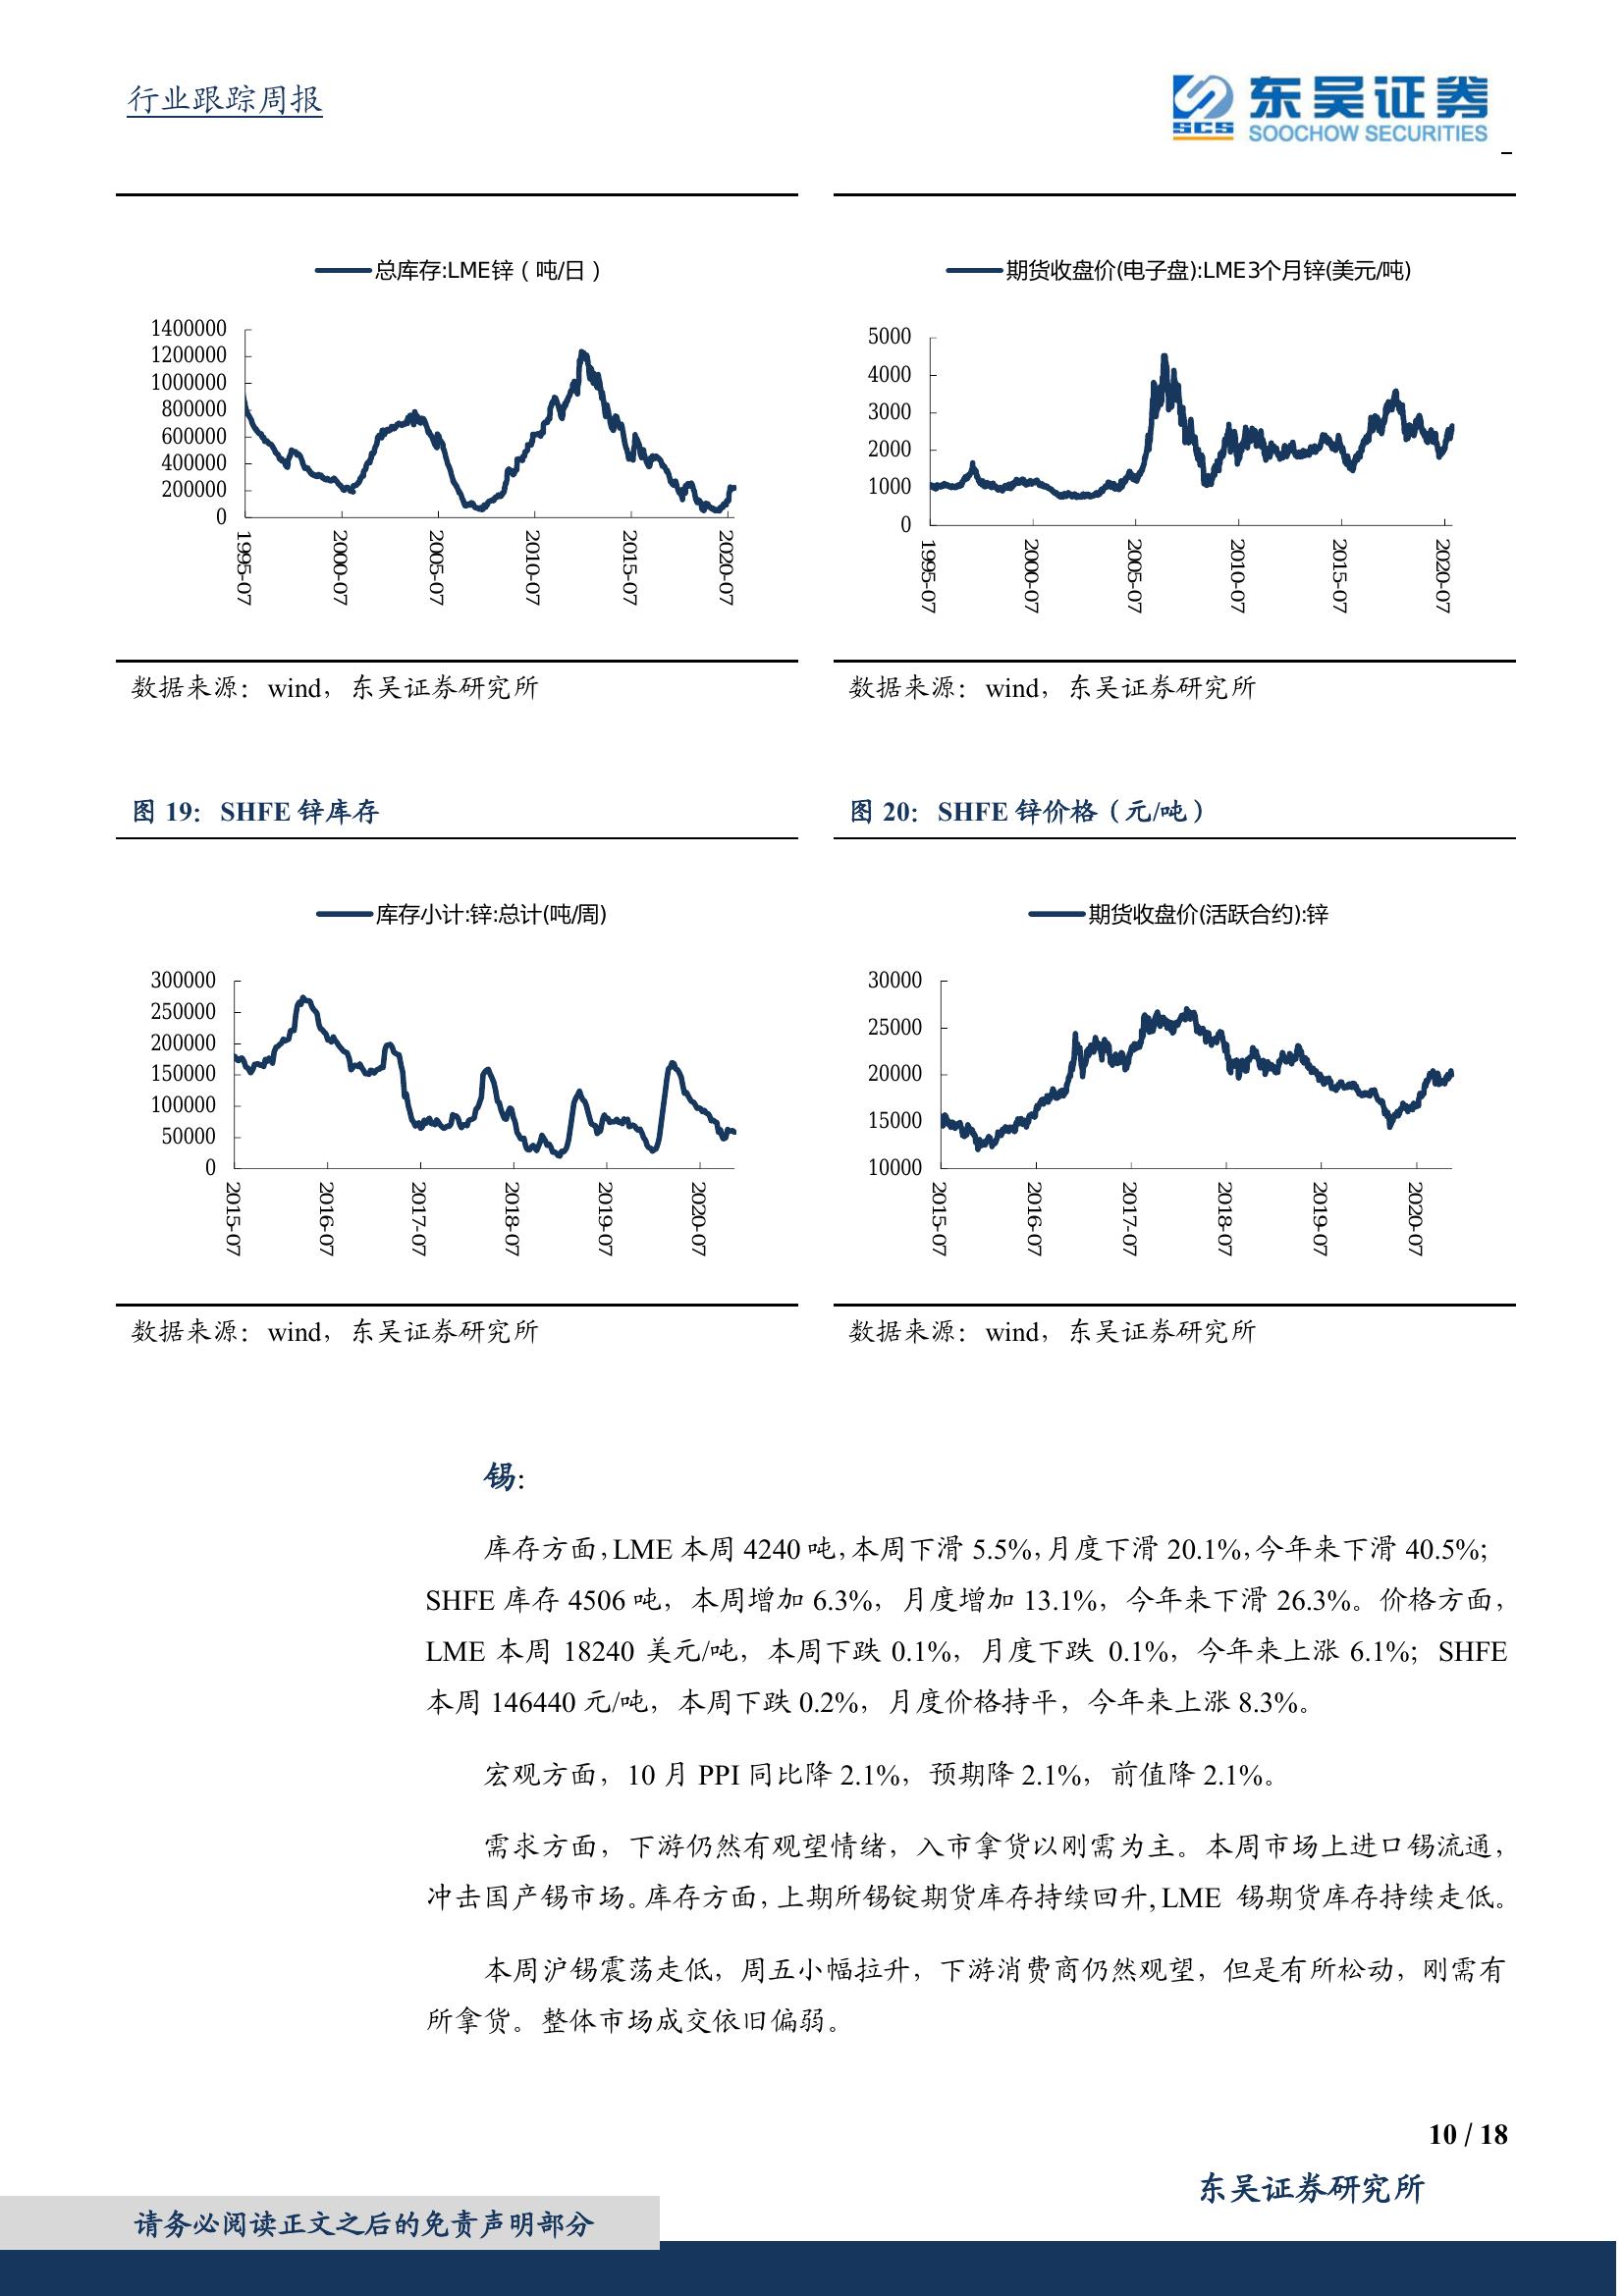 行业跟踪周报
SCS 东吴证券
SOOCHOW SECURITIES
总库存:LME锌（吨/日）
1400000
1200000
1000000
800000
600000
400000
200000
0
1995-07
2000-07
2005-07
2010-07
2015-07
2020-07
期货收盘价(电子盘):LME3个月锌(美元/吨)
5000
4000
3000
2000
1000
0
1995-07
2000-07
2005-07
2010-07
2015-07
2020-07
数据来源：wind，东吴证券研究所
数据来源：wind，东吴证券研究所
图 19：SHFE 锌库存
图 20：SHFE 锌价格（元/吨）
库存小计:锌:总计(吨/周)
300000
250000
200000
150000
100000
50000
0
2015-07
2016-07
2017-07
2018-07
2019-07
2020-07
期货收盘价(活跃合约):锌
30000
25000
20000
15000
10000
2015-07
2016-07
2017-07
2018-07
2019-07
2020-07
数据来源：wind，东吴证券研究所
数据来源：wind，东吴证券研究所
锡：
库存方面，LME 本周 4240 吨，本周下滑 5.5%，月度下滑 20.1%，今年来下滑 40.5%；
SHFE 库存 4506 吨，本周增加 6.3%，月度增加 13.1%，今年来下滑 26.3%。价格方面，
LME 本周 18240 美元/吨，本周下跌 0.1%，月度下跌 0.1%，今年来上涨 6.1%；SHFE
本周 146440 元/吨，本周下跌 0.2%，月度价格持平，今年来上涨 8.3%。
宏观方面，10 月 PPI 同比降 2.1%，预期降 2.1%，前值降 2.1%。
需求方面，下游仍然有观望情绪，入市拿货以刚需为主。本周市场上进口锡流通，
冲击国产锡市场。库存方面，上期所锡锭期货库存持续回升，LME 锡期货库存持续走低。
本周沪锡震荡走低，周五小幅拉升，下游消费商仍然观望，但是有所松动，刚需有
所拿货。整体市场成交依旧偏弱。
10 / 18
东吴证券研究所
请务必阅读正文之后的免责声明部分